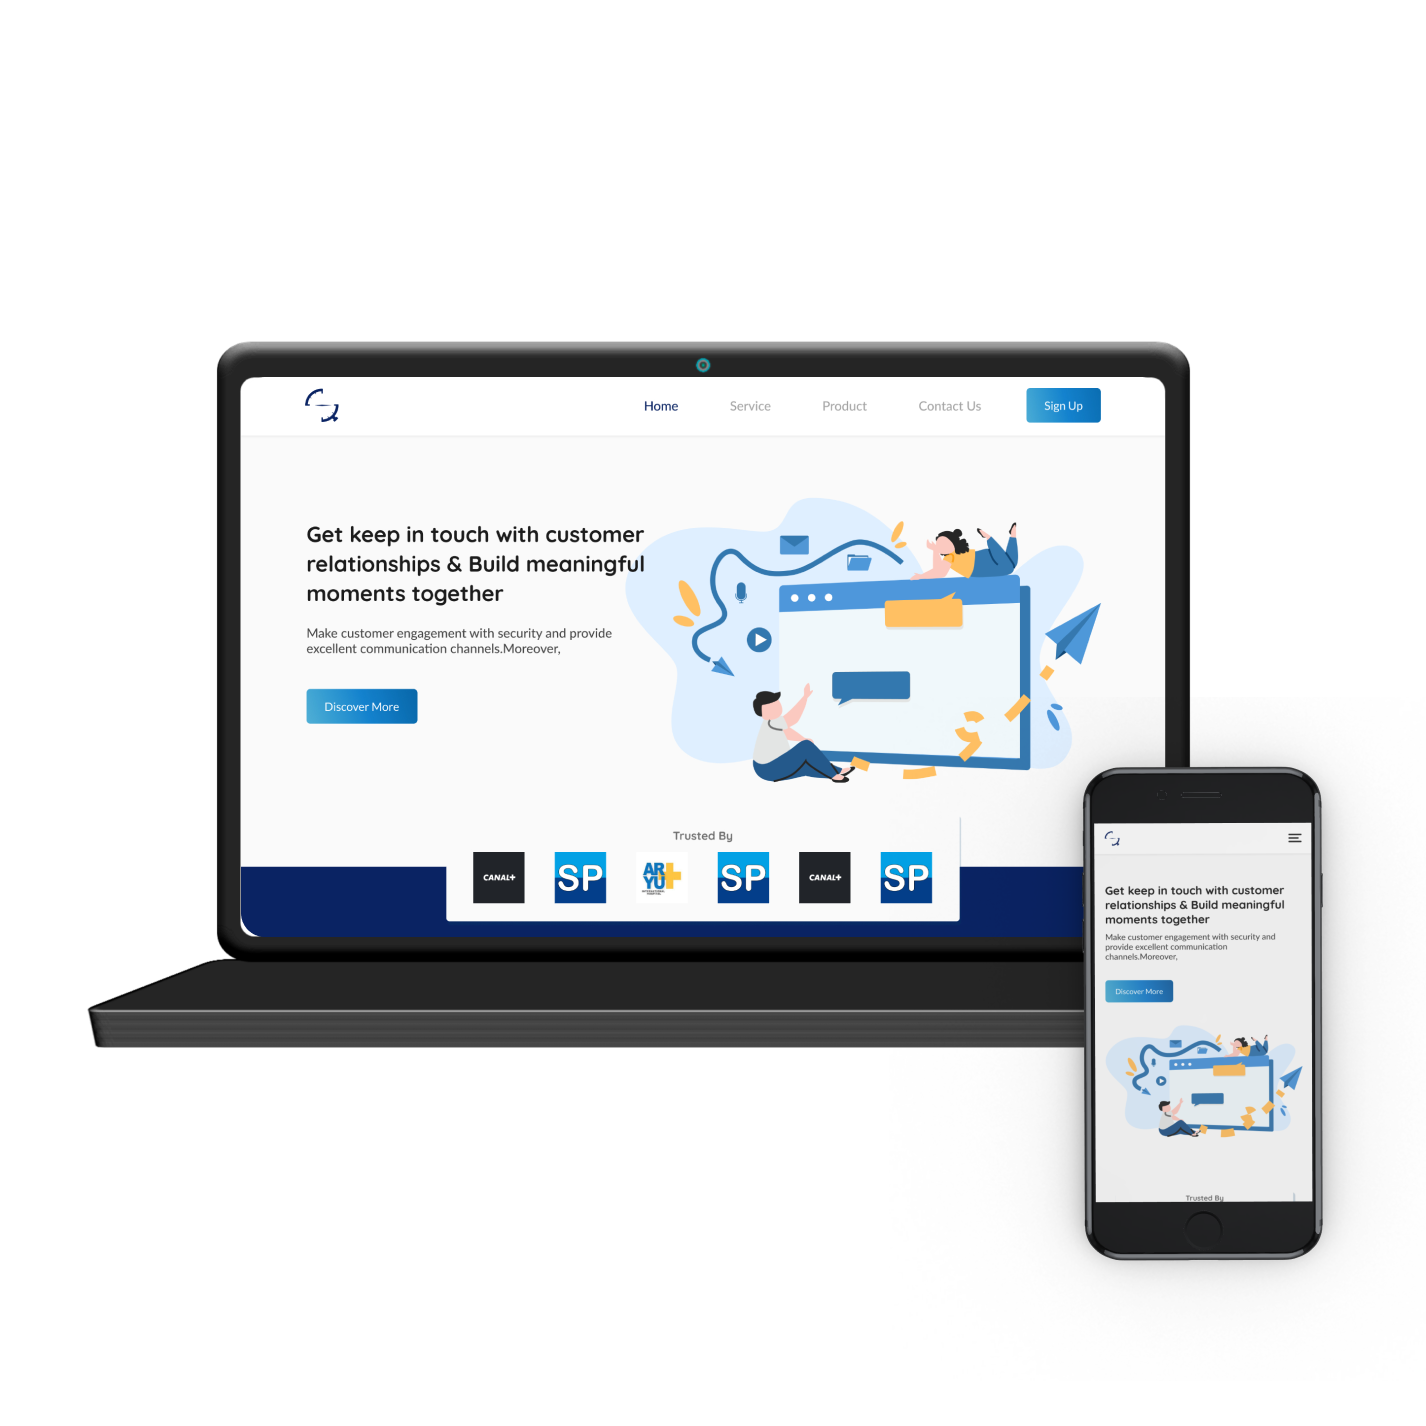 Home Service Product Contact Us Sign Up
Get keep in touch with customer
relationships & Build meaningful
moments together
Make customer engagement with security and provide
excellent communication channels.Moreover,
Discover More
Trusted By
CANAL+ SP AR SP CANAL+ SP
YU
Get keep in touch with customer
relationships & Build meaningful
moments together
Make customer engagement with security and
provide excellent communication
channels.Moreover,
Discover More
Trusted By